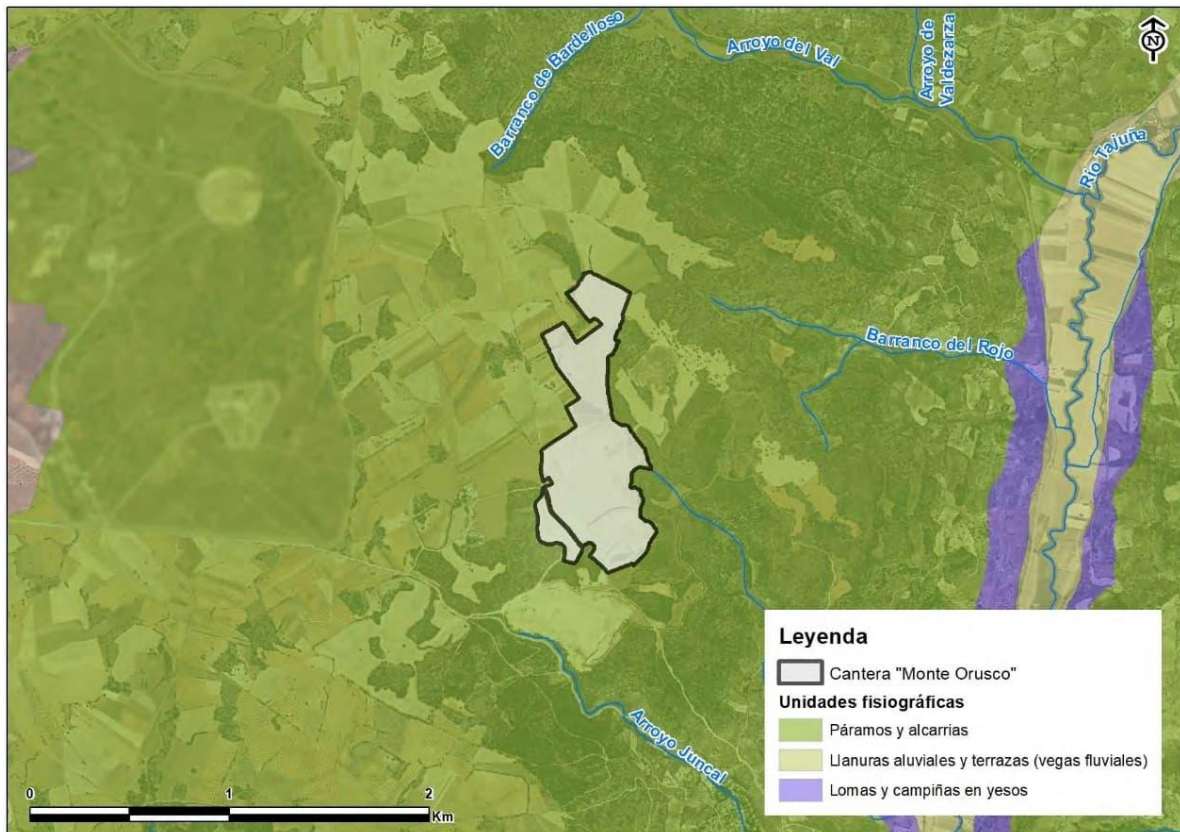 Barranco de Bardelloso
Arroyo del Val
Arroyo de
Valdezarza
N
Río Tajuña
Barranco del Rojo
Arroyo Juncal
Leyenda
Cantera "Monte Orusco"
Unidades fisiográficas
Páramos y alcarrias
Llanuras aluviales y terrazas (vegas fluviales)
Lomas y campiñas en yesos
0 1 2
Km